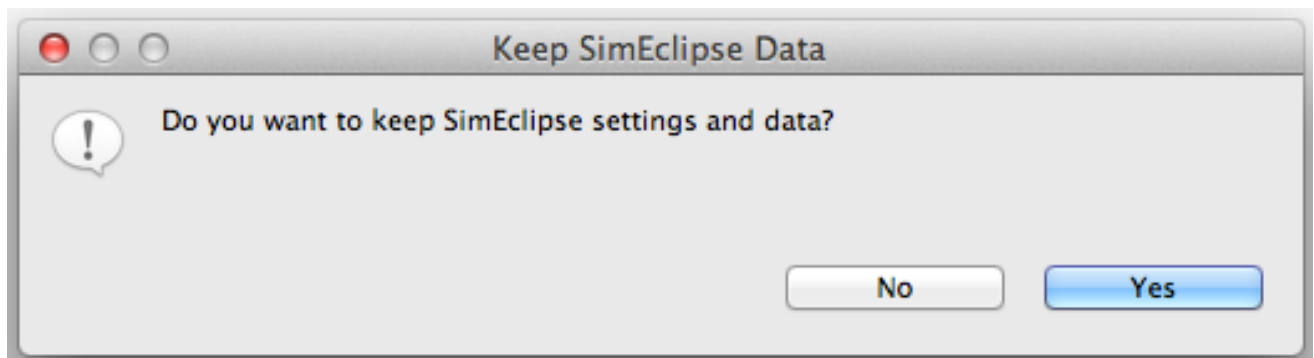 Keep SimEclipse Data
Do you want to keep SimEclipse settings and data?
No
Yes